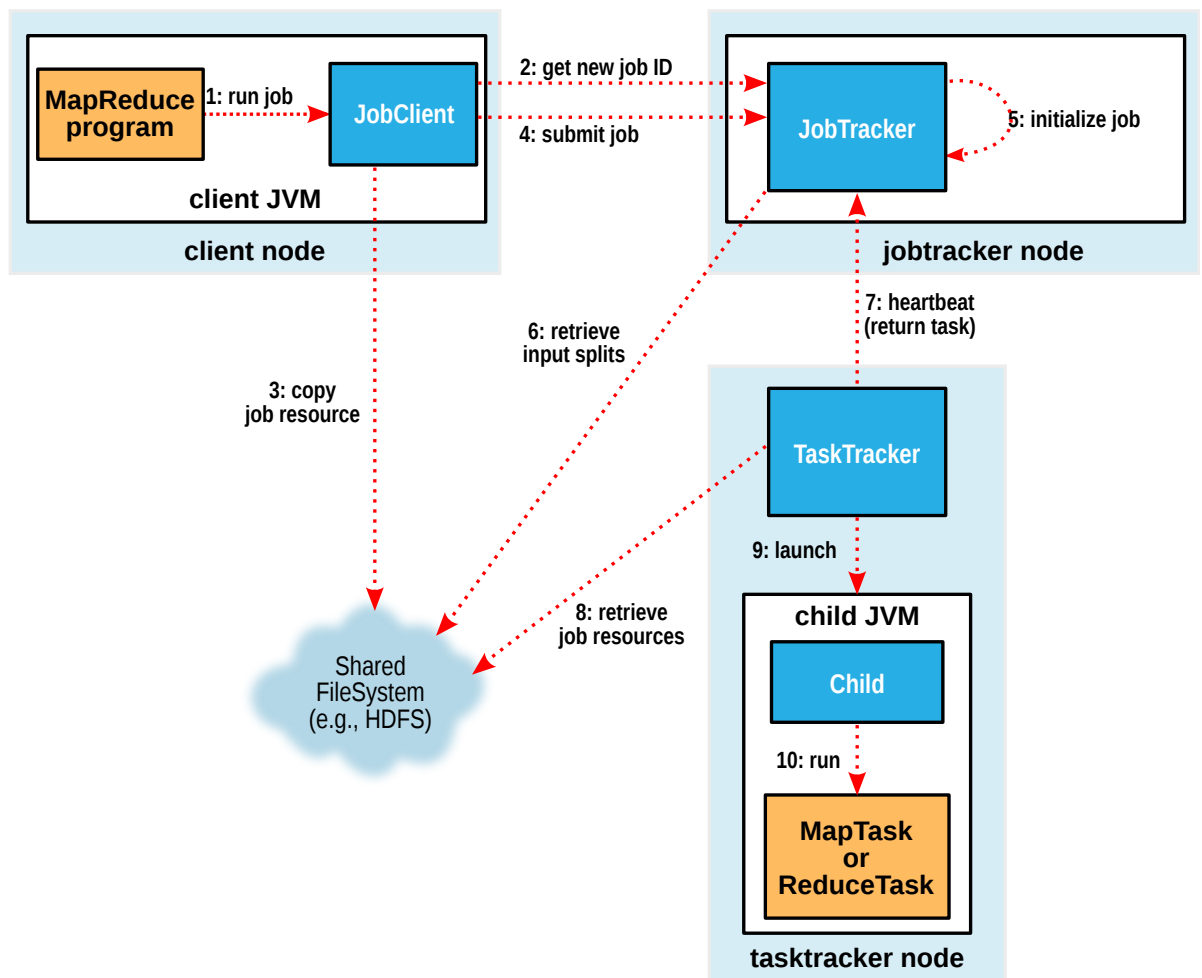 MapReduce
program
1: run job
JobClient
client JVM
client node
2: get new job ID
4: submit job
JobTracker
5: initialize job
jobtracker node
3: copy
job resource
6: retrieve
input splits
7: heartbeat
(return task)
TaskTracker
8: retrieve
job resources
9: launch
Shared
FileSystem
(e.g., HDFS)
child JVM
Child
10: run
MapTask
or
ReduceTask
tasktracker node